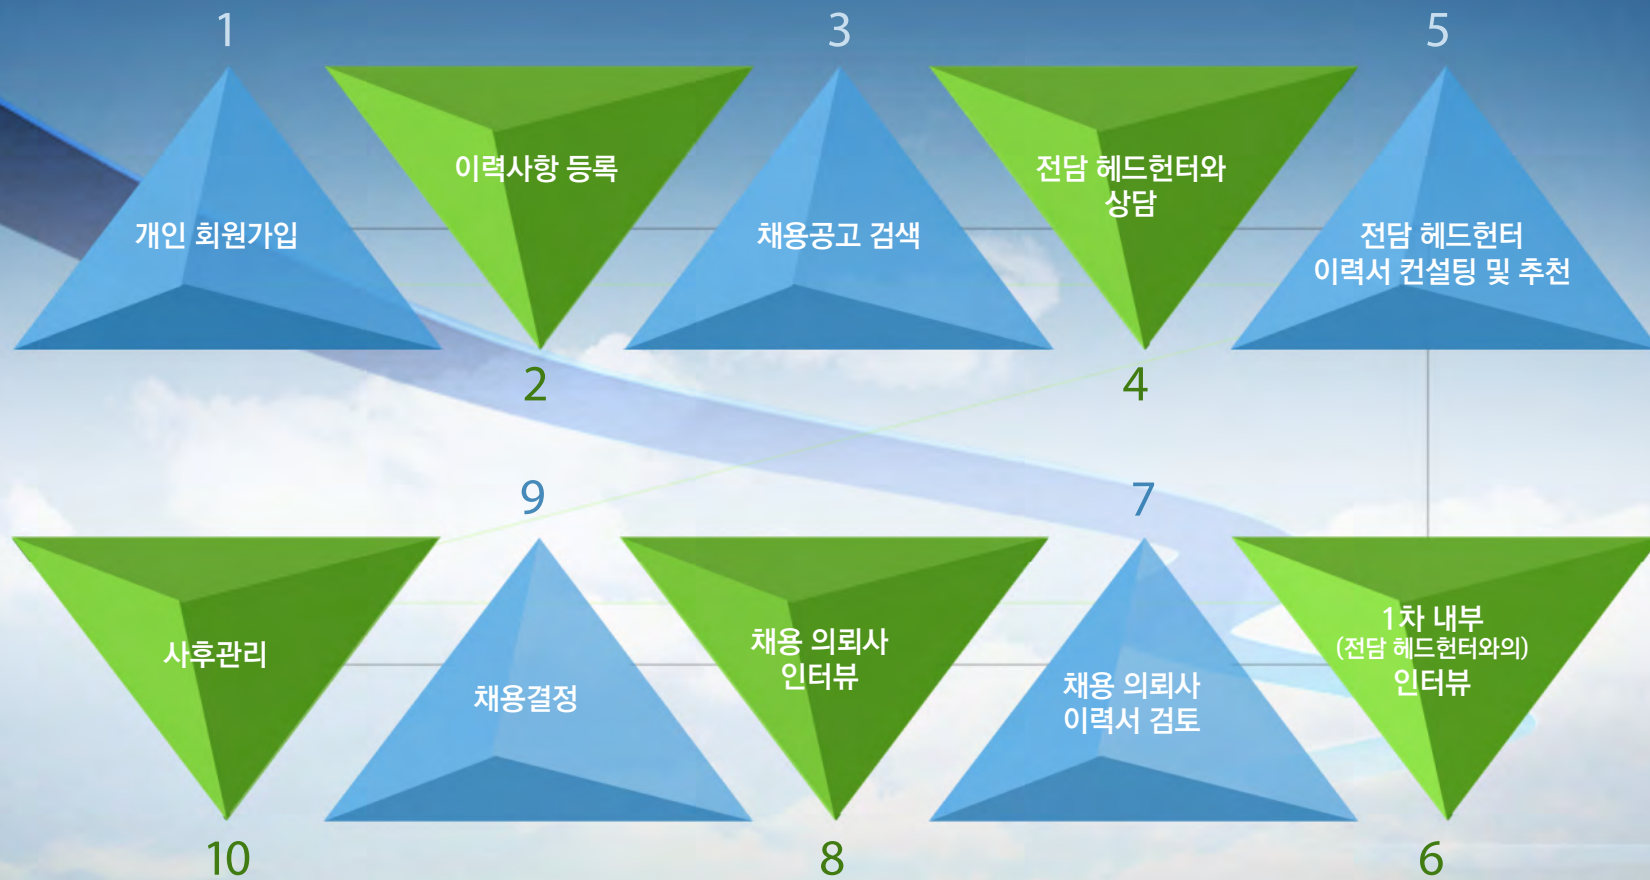 1
개인 회원가입
이력사항 등록
2
3
채용공고 검색
전담 헤드헌터와
상담
4
5
전담 헤드헌터
이력서 컨설팅 및 추천
1차 내부
(전담 헤드헌터와의)
인터뷰
6
7
채용 의뢰사
이력서 검토
채용 의뢰사
인터뷰
8
9
채용결정
사후관리
10